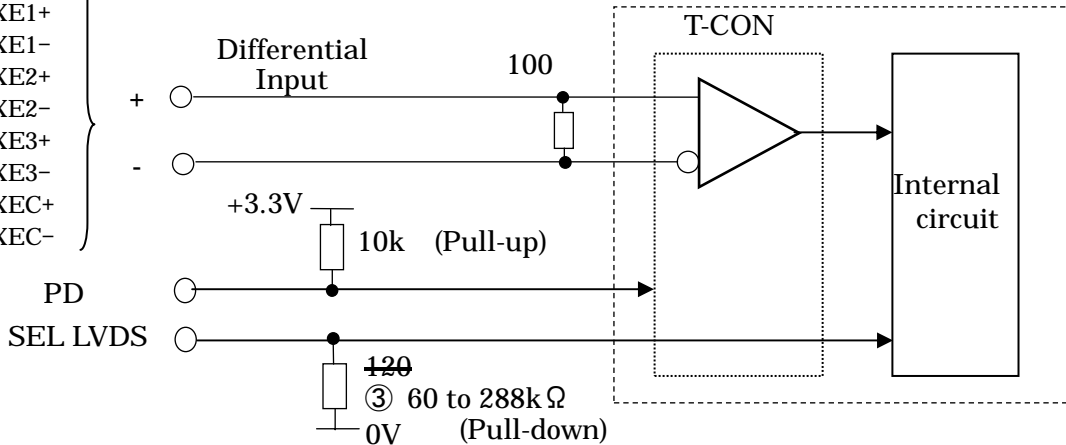 XE1+
XE1−
XE2+
XE2−
XE3+
XE3−
XEC+
XEC−
Differential
Input
+
-
100
T-CON
Internal
circuit
+3.3V
10k (Pull-up)
PD
SEL LVDS
120
③ 60 to 288kΩ
(Pull-down)
0V